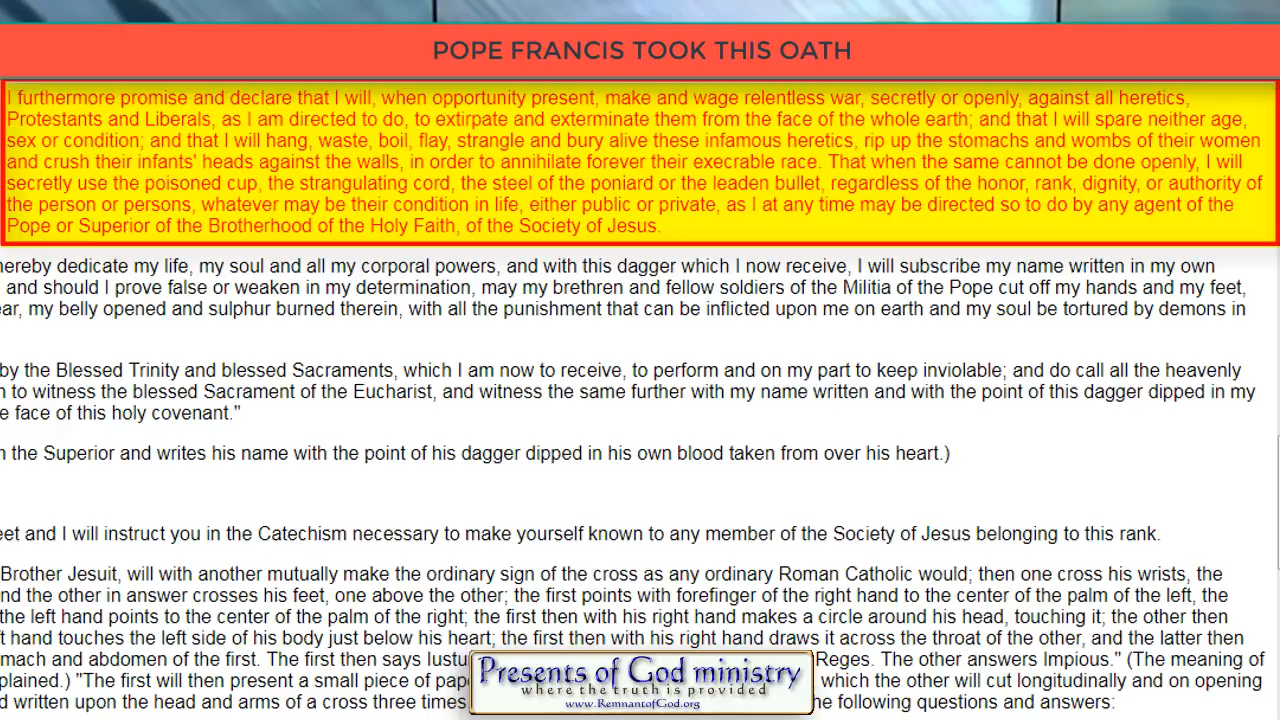 POPE FRANCIS TOOK THIS OATH
I furthermore promise and declare that I will, when opportunity present, make and wage relentless war, secretly or openly, against all heretics,
Protestants and Liberals, as I am directed to do, to extirpate and exterminate them from the face of the whole earth; and that I will spare neither age,
sex or condition; and that I will hang, waste, boil, flay, strangle and bury alive these infamous heretics, rip up the stomachs and wombs of their women
and crush their infants' heads against the walls, in order to annihilate forever their execrable race. That when the same cannot be done openly, I will
secretly use the poisoned cup, the strangulating cord, the steel of the poniard or the leaden bullet, regardless of the honor, rank, dignity, or authority of
the person or persons, whatever may be their condition in life, either public or private, as I at any time may be directed so to do by any agent of the
Pope or Superior of the Brotherhood of the Holy Faith, of the Society of Jesus.
hereby dedicate my life, my soul and all my corporal powers, and with this dagger which I now receive, I will subscribe my name written in my own
and should I prove false or weaken in my determination, may my brethren and fellow soldiers of the Militia of the Pope cut off my hands and my feet,
ear, my belly opened and sulphur burned therein, with all the punishment that can be inflicted upon me on earth and my soul be tortured by demons in
by the Blessed Trinity and blessed Sacraments, which I am now to receive, to perform and on my part to keep inviolable; and do call all the heavenly
n to witness the blessed Sacrament of the Eucharist, and witness the same further with my name written and with the point of this dagger dipped in my
e face of this holy covenant."
n the Superior and writes his name with the point of his dagger dipped in his own blood taken from over his heart.)
eet and I will instruct you in the Catechism necessary to make yourself known to any member of the Society of Jesus belonging to this rank.
Brother Jesuit, will with another mutually make the ordinary sign of the cross as any ordinary Roman Catholic would; then one cross his wrists, the
nd the other in answer crosses his feet, one above the other; the first points with forefinger of the right hand to the center of the palm of the left, the
the left hand points to the center of the palm of the right; the first then with his right hand makes a circle around his head, touching it; the other then
t hand touches the left side of his body just below his heart; the first then with his right hand draws it across the throat of the other, and the latter then
mach and abdomen of the first. The first then says Iustu Reges. The other answers Impious." (The meaning of
plained.) "The first will then present a small piece of pap which the other will cut longitudinally and on opening
d written upon the head and arms of a cross three times he following questions and answers:
Presents of God ministry
where the truth is provided
www.RemnantofGod.org